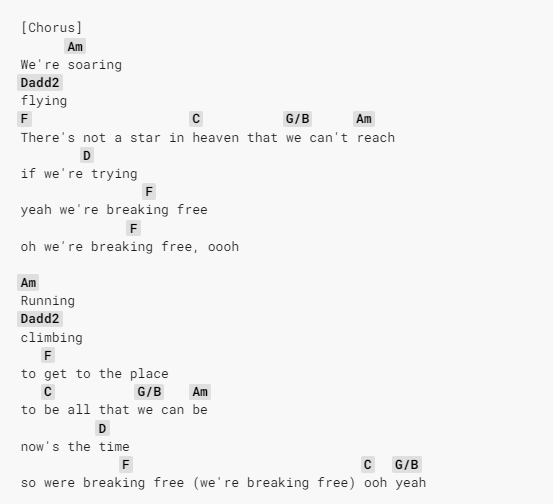 [Chorus]
Am
We're soaring
Dadd2
flying
F C G/B Am
There's not a star in heaven that we can't reach
D
if we're trying
F
yeah we're breaking free
F
oh we're breaking free, oooh
Am
Running
Dadd2
climbing
F
to get to the place
C G/B Am
to be all that we can be
D
now's the time
F C G/B
so were breaking free (we're breaking free) ooh yeah